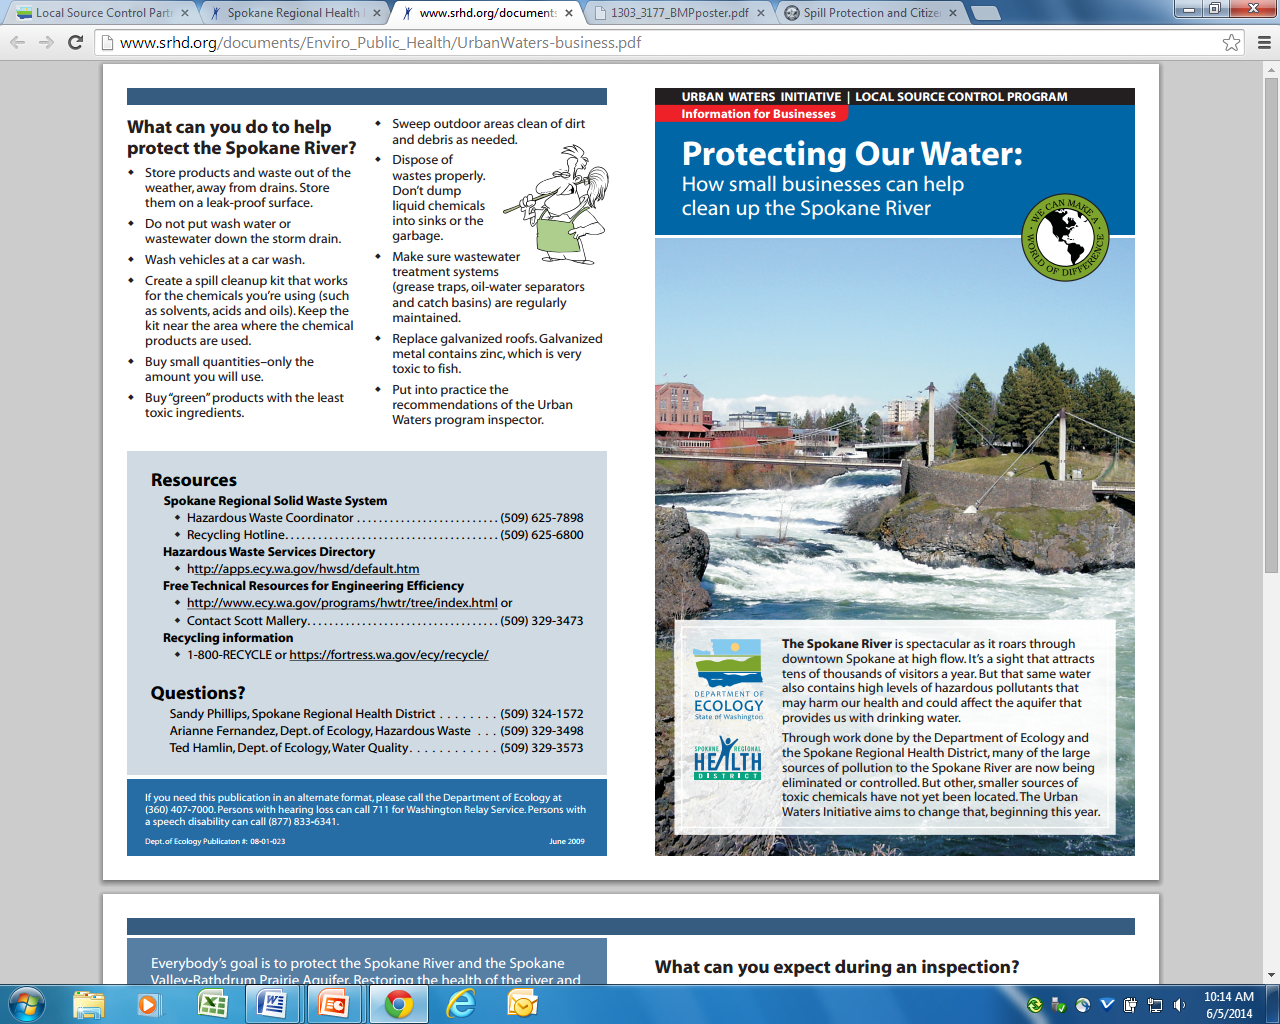 Local Source Control Part
Spokane Regional Health
www.srhd.org/documents
1303_3177_BMPposter.pdf
Spill Protection and Citize
www.srhd.org/documents/Enviro_Public_Health/UrbanWaters-business.pdf
What can you do to help
protect the Spokane River?
Store products and waste out of the
weather, away from drains. Store
them on a leak-proof surface.
Do not put wash water or
wastewater down the storm drain.
Wash vehicles at a car wash.
Create a spill cleanup kit that works
for the chemicals you're using (such
as solvents, acids and oils). Keep the
kit near the area where the chemical
products are used.
Buy small quantities–only the
amount you will use.
Buy “green” products with the least
toxic ingredients.
Sweep outdoor areas clean of dirt
and debris as needed.
Dispose of
wastes properly.
Don't dump
liquid chemicals
into sinks or the
garbage.
Make sure wastewater
treatment systems
(grease traps, oil-water separators
and catch basins) are regularly
maintained.
Replace galvanized roofs. Galvanized
metal contains zinc, which is very
toxic to fish.
Put into practice the
recommendations of the Urban
Waters program inspector.
Resources
Spokane Regional Solid Waste System
Hazardous Waste Coordinator . . . . . . . . . . . . . . . . . . . . . . . . . . (509) 625-7898
Recycling Hotline. . . . . . . . . . . . . . . . . . . . . . . . . . . . . . . . . . . . . . . (509) 625-6800
Hazardous Waste Services Directory
http://apps.ecy.wa.gov/hwsd/default.htm
Free Technical Resources for Engineering Efficiency
http://www.ecy.wa.gov/programs/hwtr/tree/index.html or
Contact Scott Mallery. . . . . . . . . . . . . . . . . . . . . . . . . . . . . . . . . . . (509) 329-3473
Recycling information
1-800-RECYCLE or https://fortress.wa.gov/ecy/recycle/
Questions?
Sandy Phillips, Spokane Regional Health District . . . . . . . . (509) 324-1572
Arianne Fernandez, Dept. of Ecology, Hazardous Waste . . . (509) 329-3498
Ted Hamlin, Dept. of Ecology, Water Quality. . . . . . . . . . . . (509) 329-3573
If you need this publication in an alternate format, please call the Department of Ecology at
(360) 407-7000. Persons with hearing loss can call 711 for Washington Relay Service. Persons with
a speech disability can call (877) 833-6341.
Dept. of Ecology Publicaton #: 08-01-023 June 2009
URBAN WATERS INITIATIVE | LOCAL SOURCE CONTROL PROGRAM
Information for Businesses
Protecting Our Water:
How small businesses can help
clean up the Spokane River
WE CAN MAKE A
WORLD OF DIFFERENCE
DEPARTMENT OF
ECOLOGY
State of Washington
SPOKANE REGIONAL
HEALTH
DISTRICT
The Spokane River is spectacular as it roars through
downtown Spokane at high flow. It's a sight that attracts
tens of thousands of visitors a year. But that same water
also contains high levels of hazardous pollutants that
may harm our health and could affect the aquifer that
provides us with drinking water.
Through work done by the Department of Ecology and
the Spokane Regional Health District, many of the large
sources of pollution to the Spokane River are now being
eliminated or controlled. But other, smaller sources of
toxic chemicals have not yet been located. The Urban
Waters Initiative aims to change that, beginning this year.
Everybody's goal is to protect the Spokane River and the Spokane
Valley-Rathdrum Prairie Aquifer. Restoring the health of the river and
What can you expect during an inspection?
10:14 AM
6/5/2014